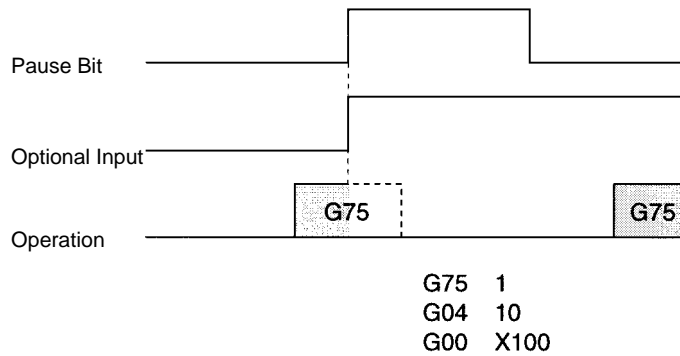 Pause Bit
Optional Input
Operation
G75
G75
G75 1
G04 10
G00 X100